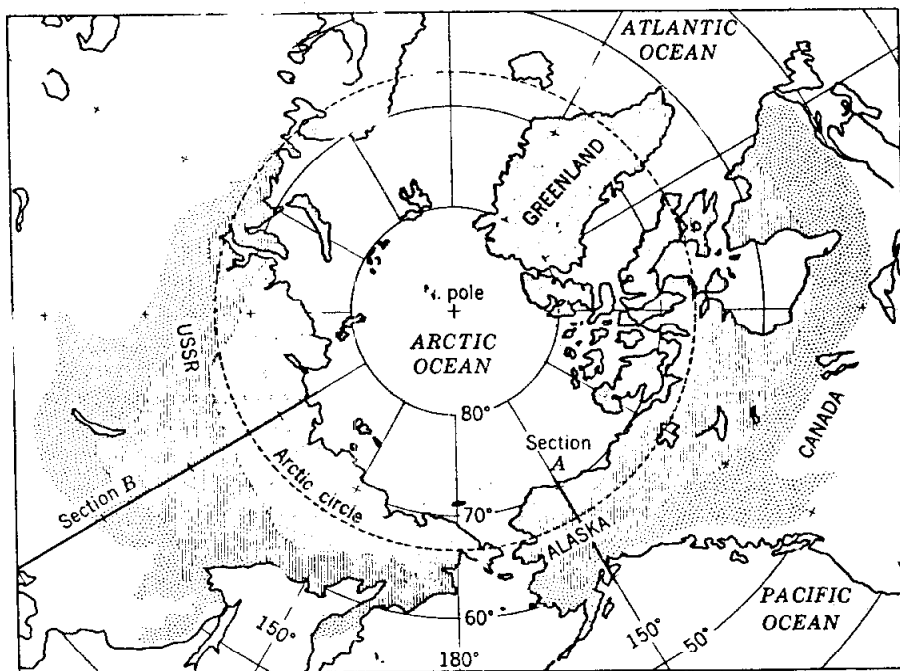 ATLANTIC
OCEAN
GREENLAND
N. pole
ARCTIC
OCEAN
USSR
80°
CANADA
Section
A
Section B
Arctic circle
70°
ALASKA
60°
PACIFIC
OCEAN
150°
180°
150°
50°